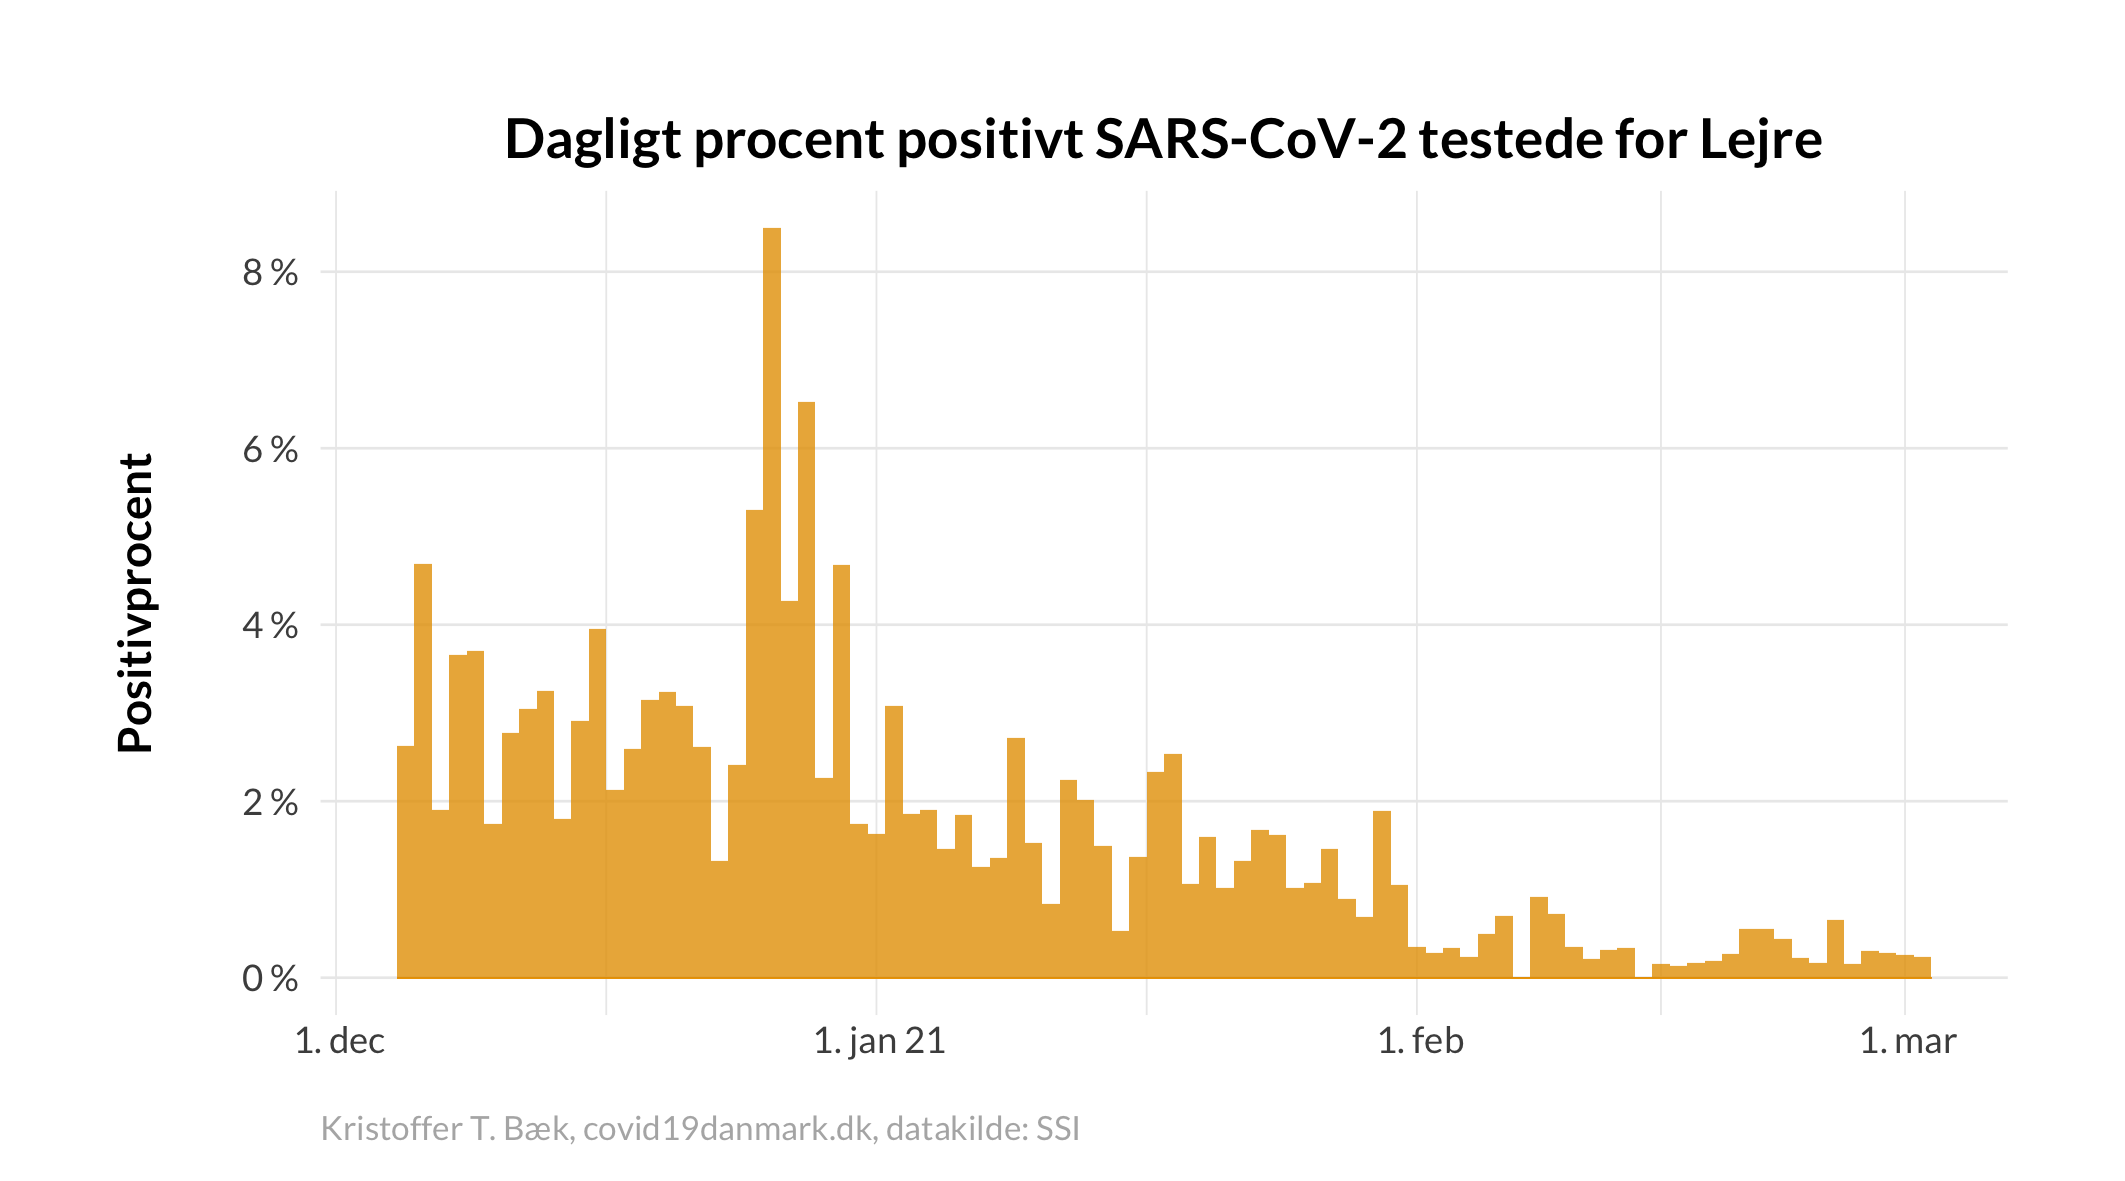 Dagligt procent positivt SARS-CoV-2 testede for Lejre
Positivprocent
8 %
6 %
4 %
2 %
0 %
1. dec
1. jan 21
1. feb
1. mar
Kristoffer T. Bæk, covid19danmark.dk, datakilde: SSI